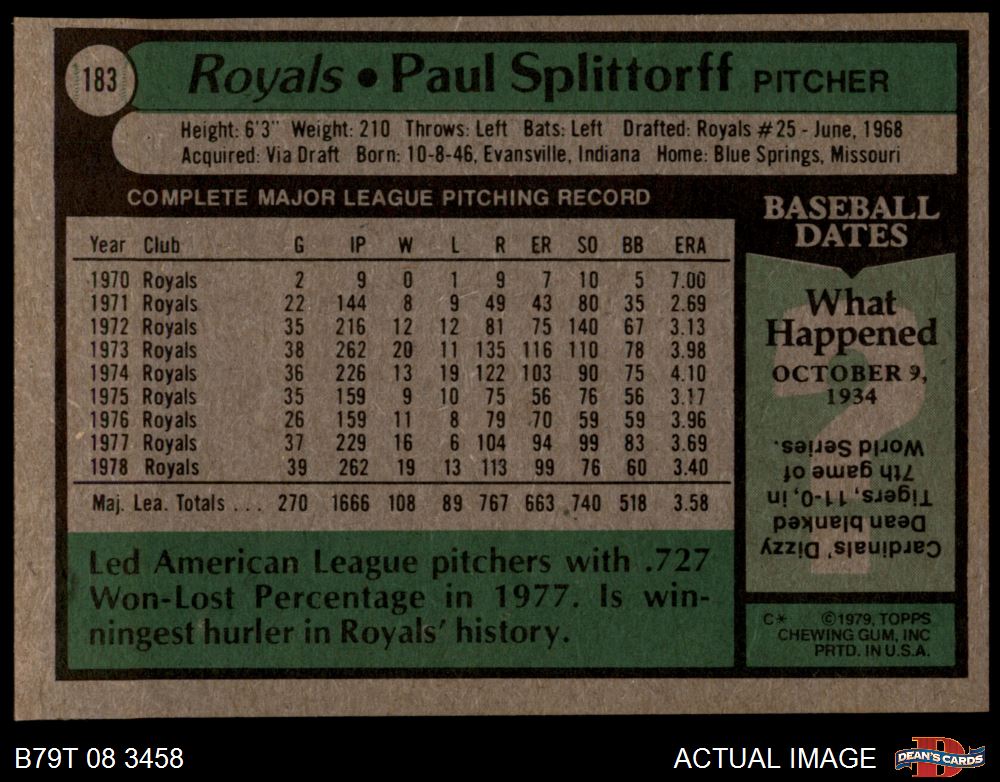 183
Royals • Paul Splittorff PITCHER
Height: 6'3" Weight: 210 Throws: Left Bats: Left Drafted: Royals #25 - June, 1968
Acquired: Via Draft Born: 10-8-46, Evansville, Indiana Home: Blue Springs, Missouri
COMPLETE MAJOR LEAGUE PITCHING RECORD
Year Club G IP W L R ER SO BB ERA
1970 Royals 2 9 0 1 9 7 10 5 7.00
1971 Royals 22 144 8 9 49 43 80 35 2.69
1972 Royals 35 216 12 12 81 75 140 67 3.13
1973 Royals 38 262 20 11 135 116 110 78 3.98
1974 Royals 36 226 13 19 122 103 90 75 4.10
1975 Royals 35 159 9 10 75 56 76 56 3.17
1976 Royals 26 159 11 8 79 70 59 59 3.96
1977 Royals 37 229 16 6 104 94 99 83 3.69
1978 Royals 39 262 19 13 113 99 76 60 3.40
Maj. Lea. Totals . . . 270 1666 108 89 767 663 740 518 3.58
Led American League pitchers with .727
Won-Lost Percentage in 1977. Is win-
ningest hurler in Royals' history.
BASEBALL
DATES
What
Happened
OCTOBER 9,
1934
Cardinals' Dizzy
Dean blanked
Tigers, 11-0, in
7th game of
World Series.
C* ©1979, TOPPS
CHEWING GUM, INC
PRTD. IN U.S.A.
B79T 08 3458
ACTUAL IMAGE
D
DEAN'S CARDS